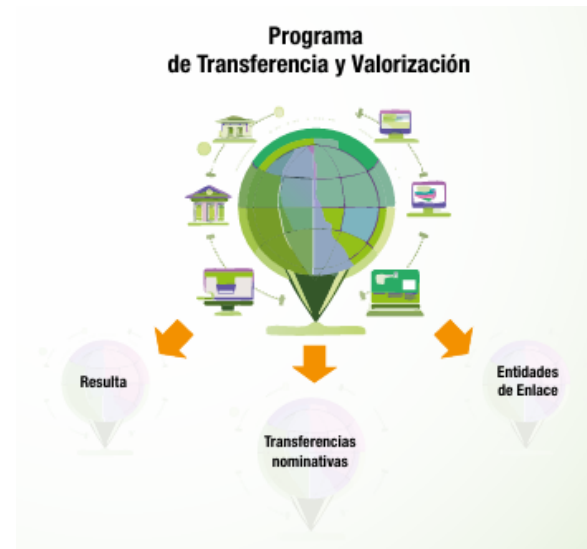 Programa
de Transferencia y Valorización
Resulta
Entidades
de Enlace
Transferencias
nominativas